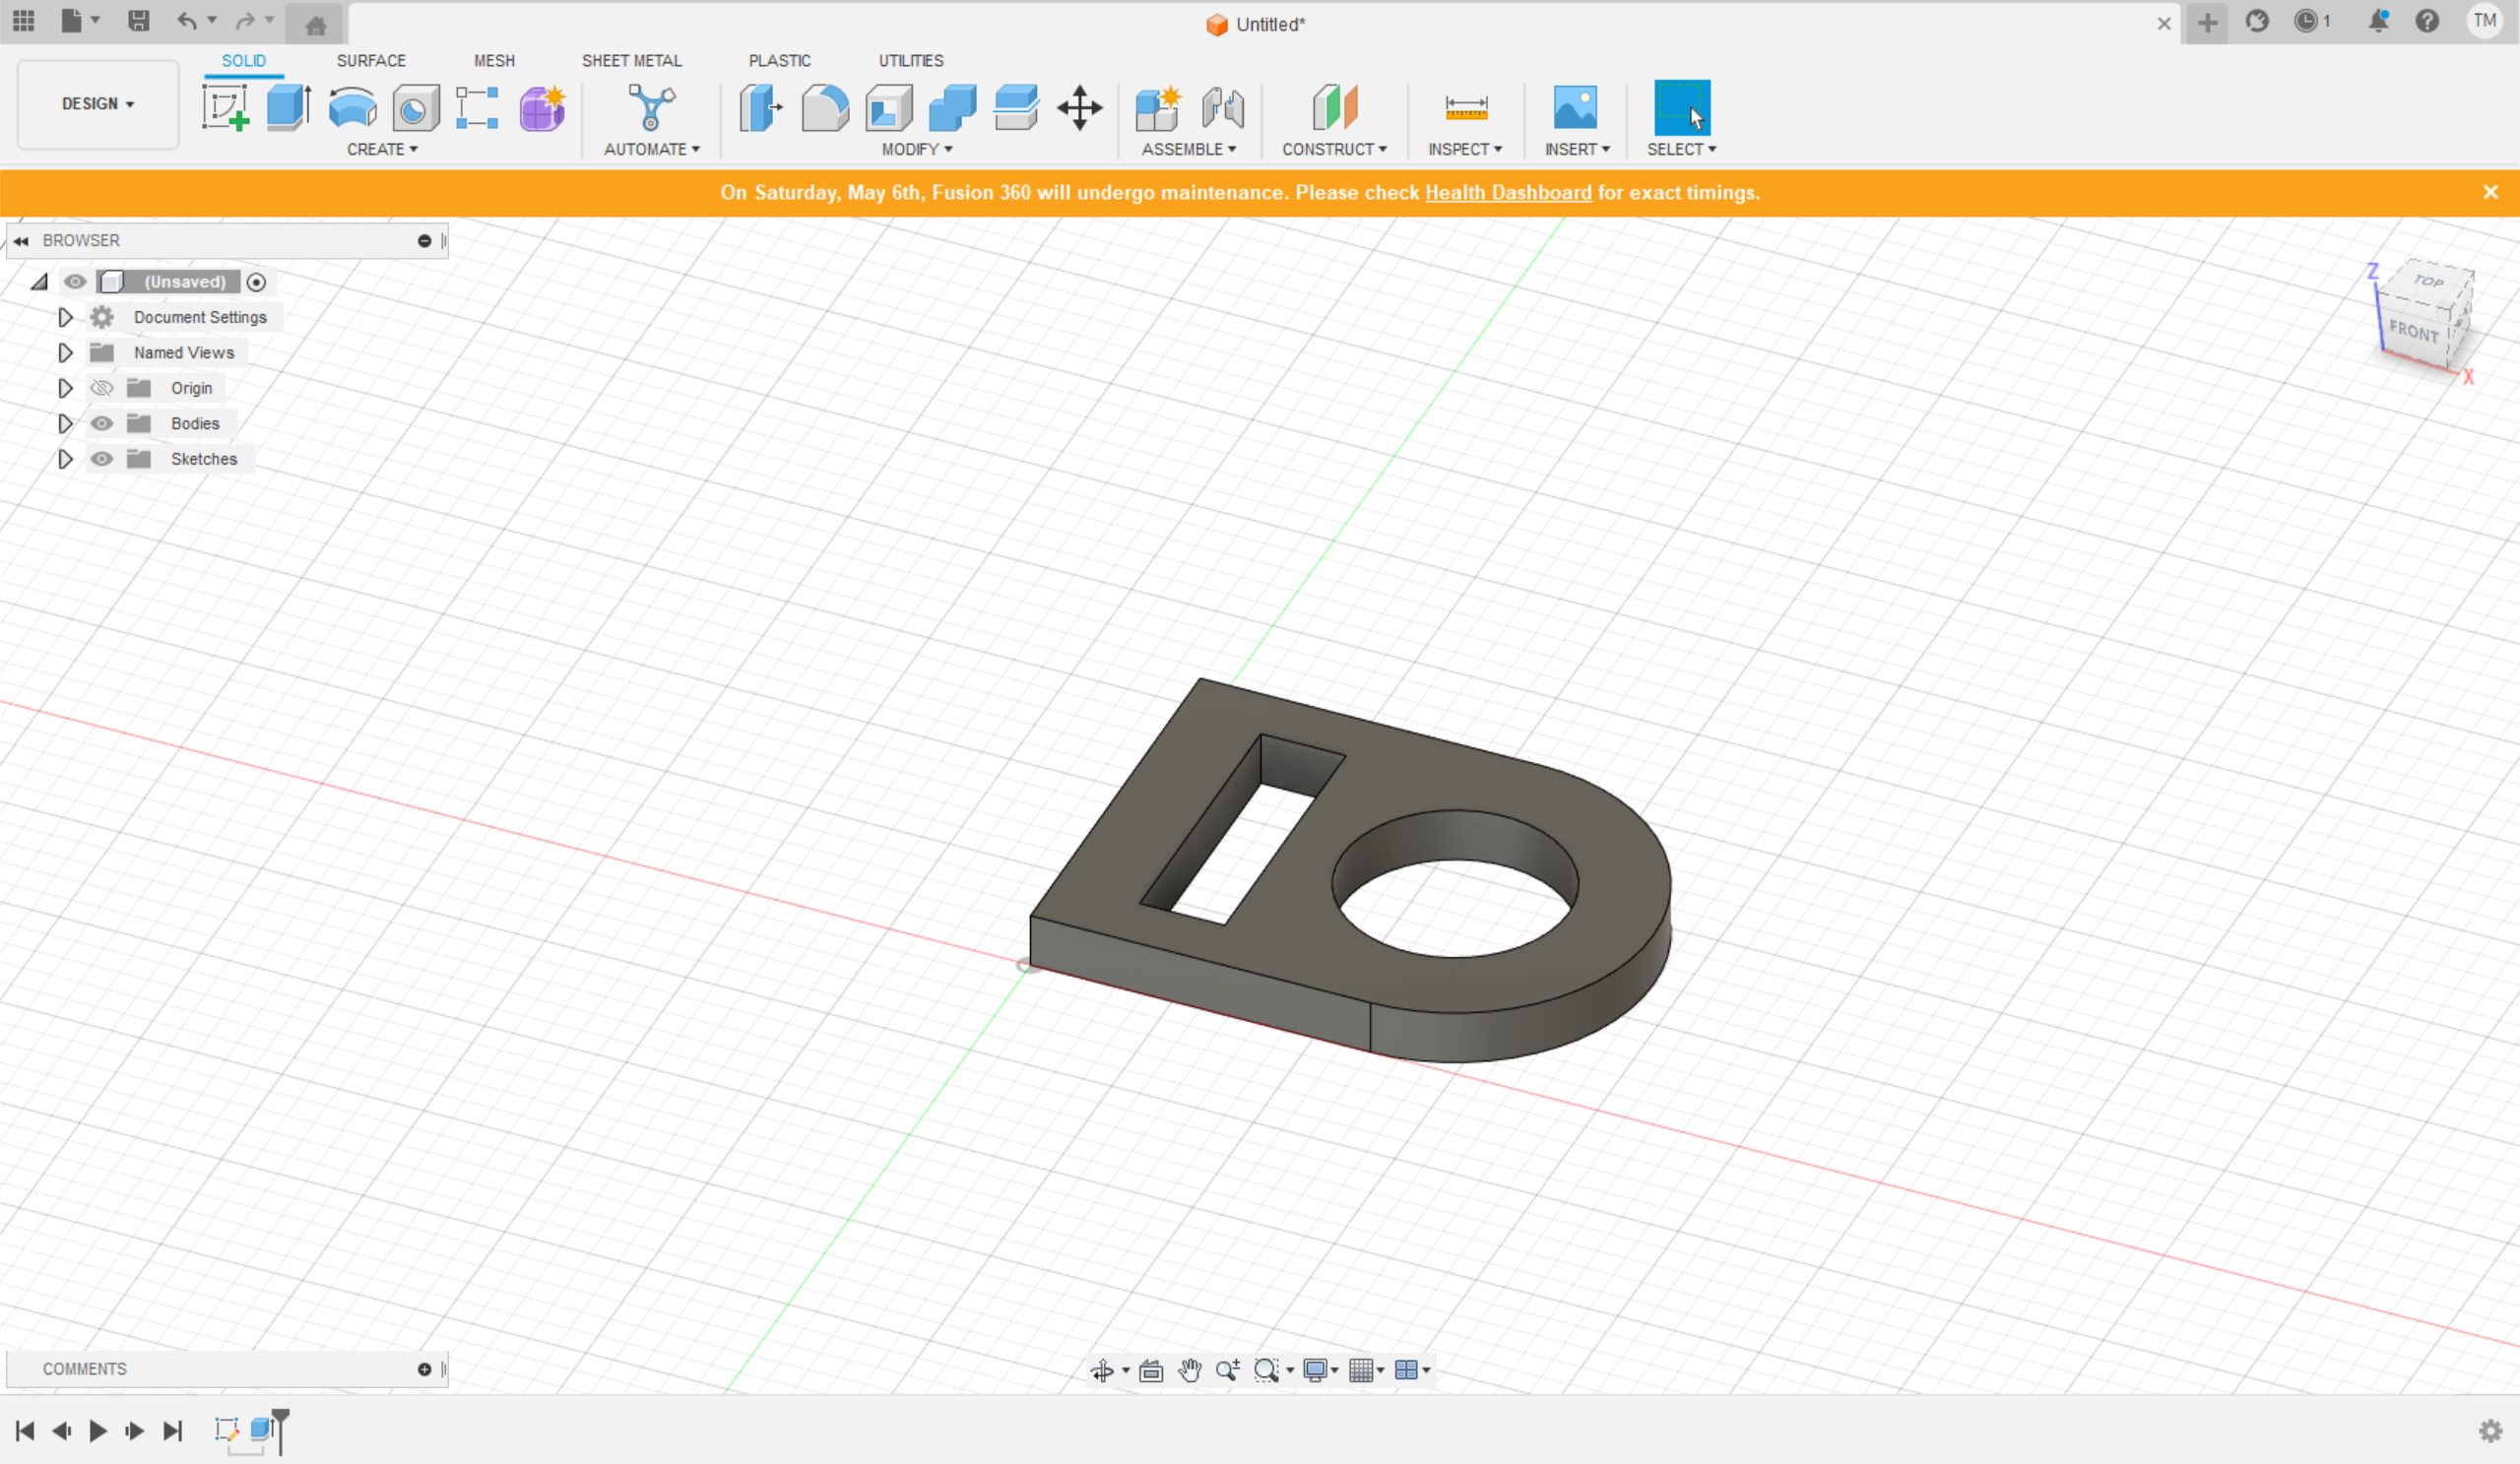 Untitled*
1
TM
SOLID SURFACE MESH SHEET METAL PLASTIC UTILITIES
DESIGN
CREATE AUTOMATE MODIFY ASSEMBLE CONSTRUCT INSPECT INSERT SELECT
On Saturday, May 6th, Fusion 360 will undergo maintenance. Please check Health Dashboard for exact timings.
BROWSER
(Unsaved)
Document Settings
Named Views
Origin
Bodies
Sketches
Z
TOP
FRONT
X
COMMENTS